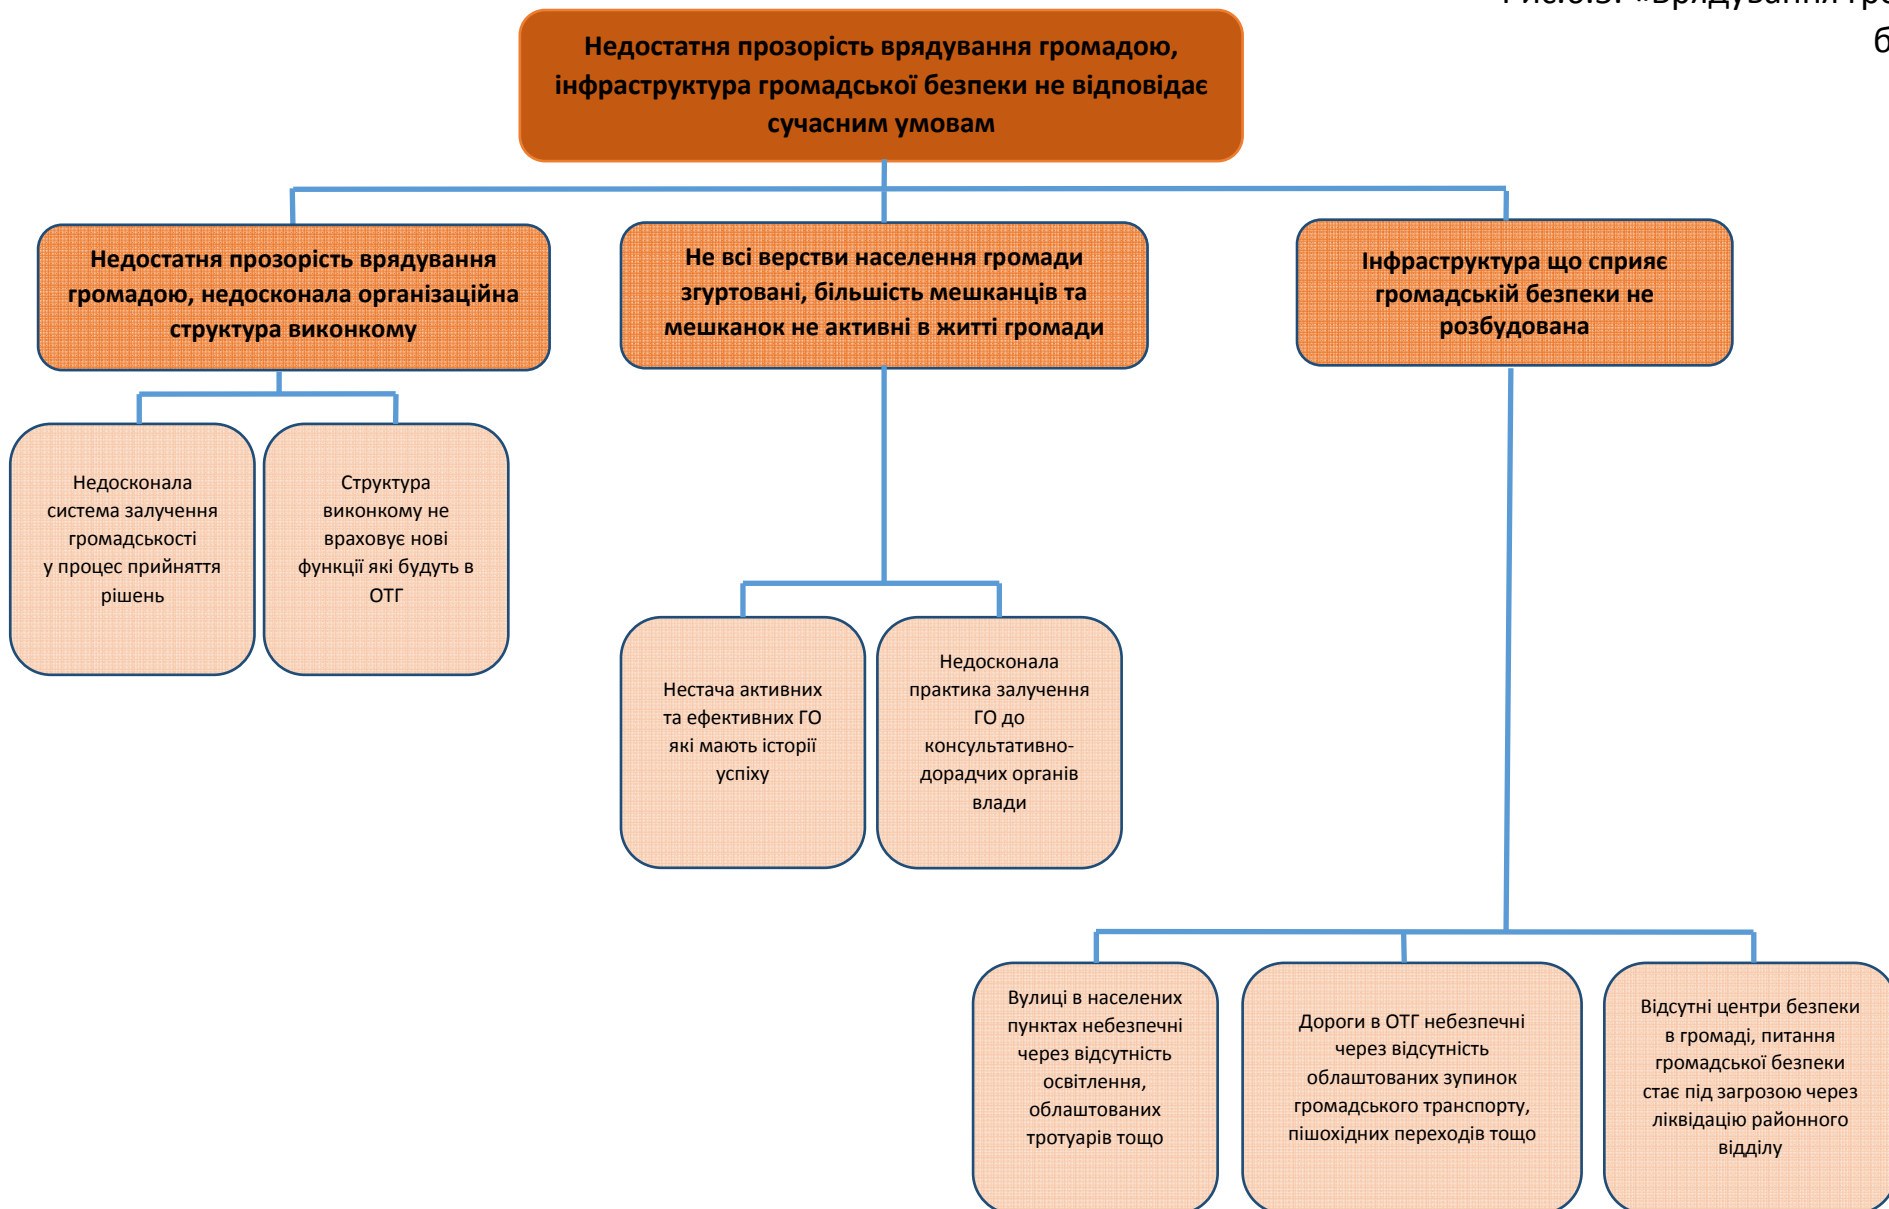 Недостатня прозорість врядування громадою,
інфраструктура громадської безпеки не відповідає
сучасним умовам
Недостатня прозорість врядування
громадою, недосконала організаційна
структура виконкому
Не всі верстви населення громади
згуртовані, більшість мешканців та
мешканок не активні в житті громади
Інфраструктура що сприяє
громадській безпеки не
розбудована
Недосконала
система залучення
громадськості
у процес прийняття
рішень
Структура
виконкому не
враховує нові
функції які будуть в
ОТГ
Нестача активних
та ефективних ГО
які мають історії
успіху
Недосконала
практика залучення
ГО до
консультативно-
дорадчих органів
влади
Вулиці в населених
пунктах небезпечні
через відсутність
освітлення,
облаштованих
тротуарів тощо
Дороги в ОТГ небезпечні
через відсутність
облаштованих зупинок
громадського транспорту,
пішохідних переходів тощо
Відсутні центри безпеки
в громаді, питання
громадської безпеки
стає під загрозою через
ліквідацію районного
відділу